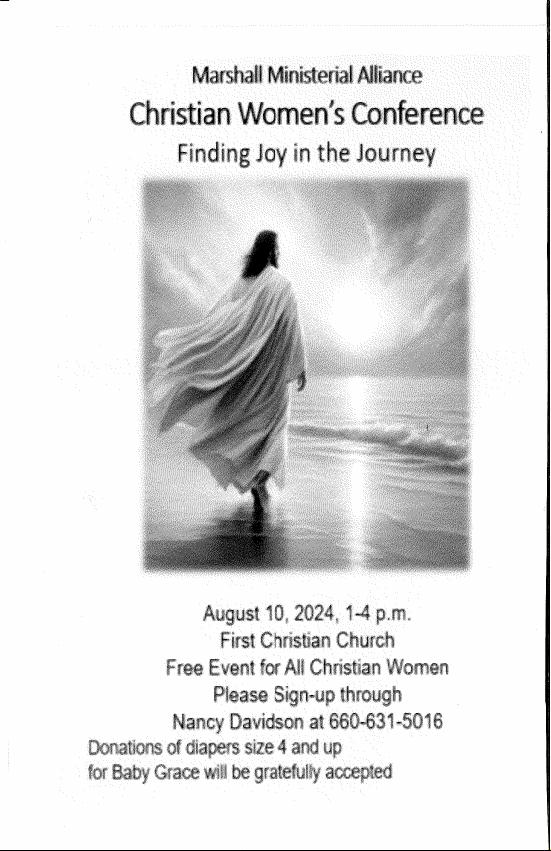 Marshall Ministerial Alliance
Christian Women's Conference
Finding Joy in the Journey
August 10, 2024, 1-4 p.m.
First Christian Church
Free Event for All Christian Women
Please Sign-up through
Nancy Davidson at 660-631-5016
Donations of diapers size 4 and up
for Baby Grace will be gratefully accepted